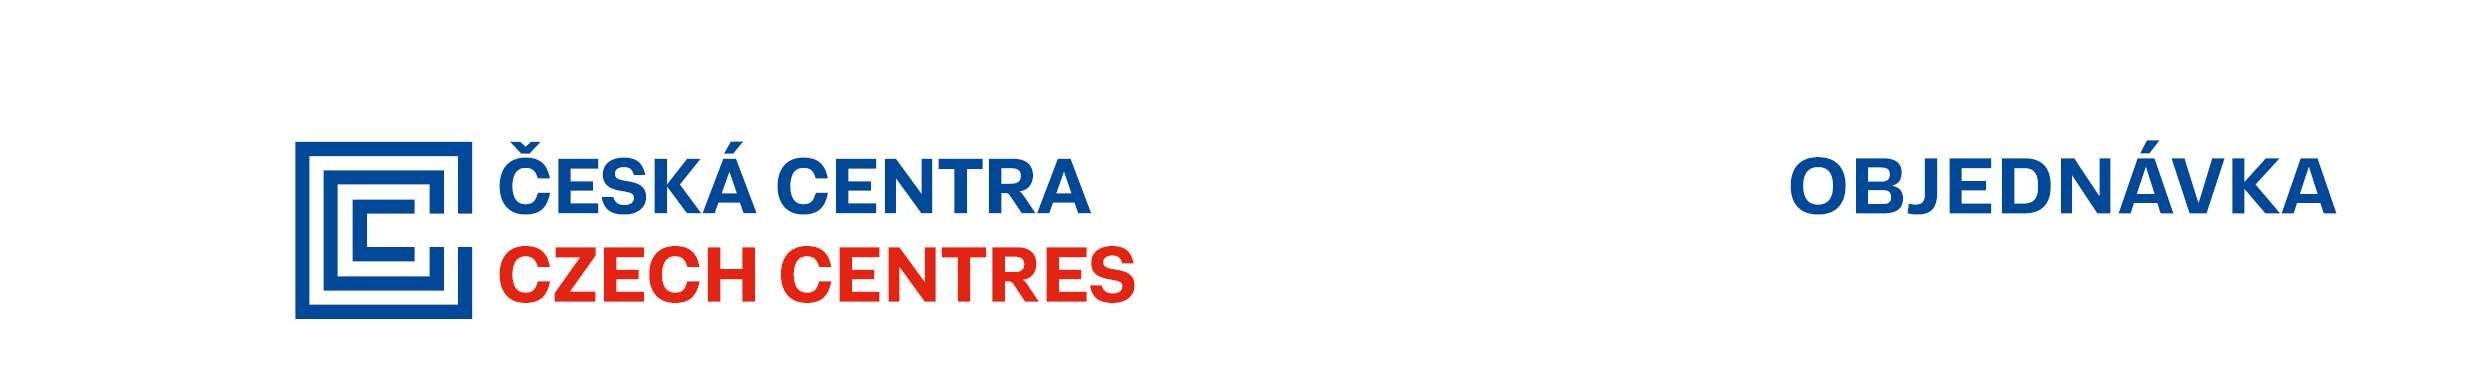 ČESKÁ CENTRA
CZECH CENTRES
OBJEDNÁVKA